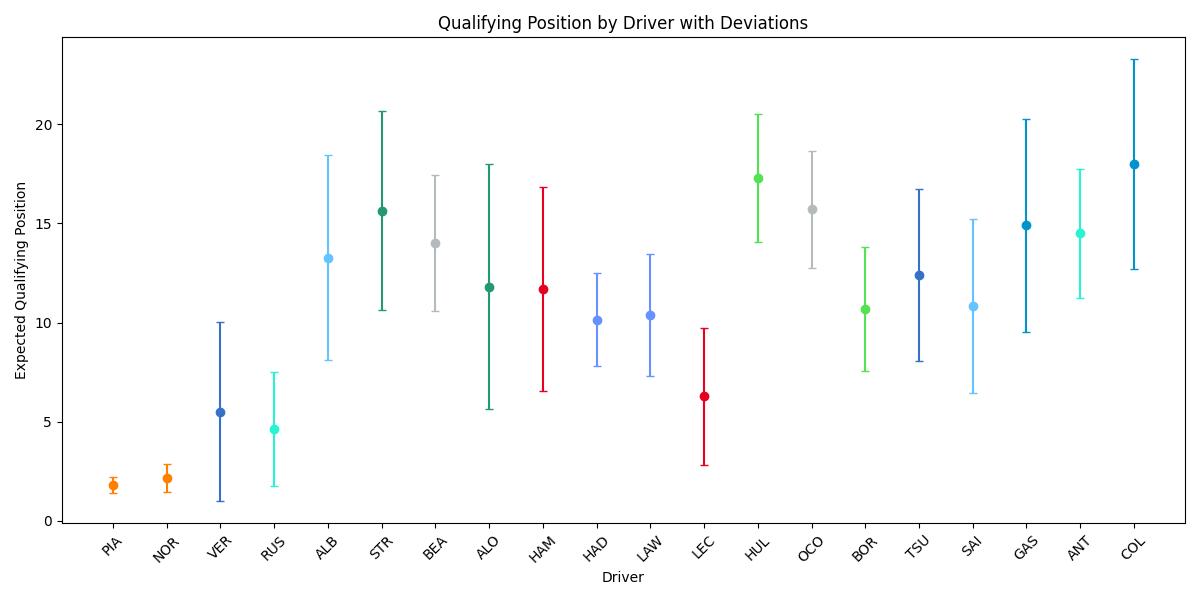 Qualifying Position by Driver with Deviations
Expected Qualifying Position
20
15
10
5
0
PIA NOR VER RUS ALB STR BEA ALO HAM HAD LAW LEC HUL OCO BOR TSU SAI GAS ANT COL
Driver